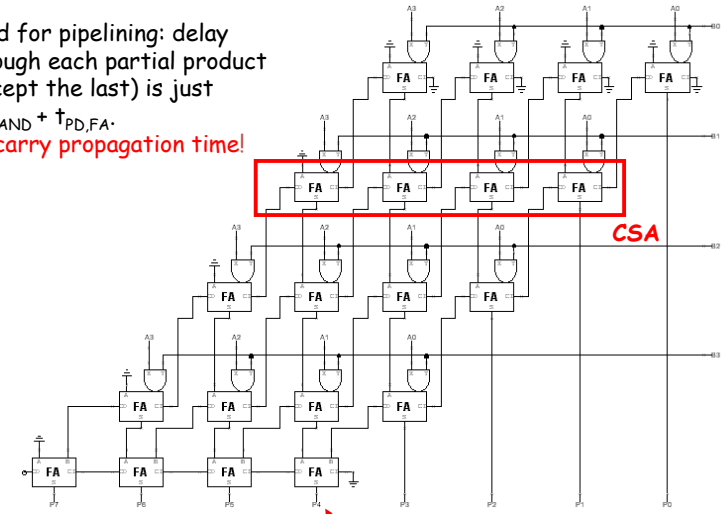 d for pipelining: delay
ough each partial product
cept the last) is just
AND + tPD,FA.
carry propagation time!
A3 A2 A1 A0
B0
FA FA FA FA
A3 A2 A1 A0
B1
FA FA FA FA
CSA
A3 A2 A1 A0
B2
FA FA FA FA
A3 A2 A1 A0
B3
FA FA FA FA
FA FA FA FA
P7 P6 P5 P4 P3 P2 P1 P0